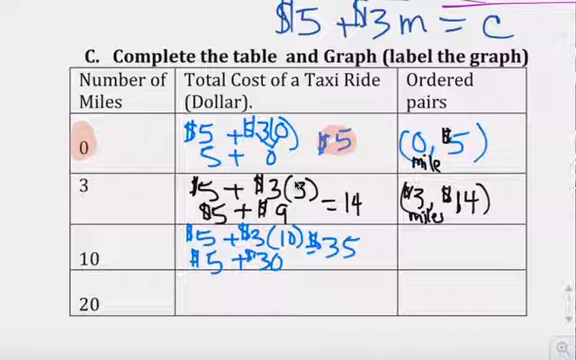 $5 + $3m = c
C. Complete the table and Graph (label the graph)
Number of Miles
Total Cost of a Taxi Ride (Dollar).
Ordered pairs
0
$5 + $3(0)
5 + 0
$5
(0, $5)
mile
3
$5 + $3(3)
$5 + $9
= 14
($3, $14)
miles
10
$5 + $3(10) = $35
$5 + $30
20